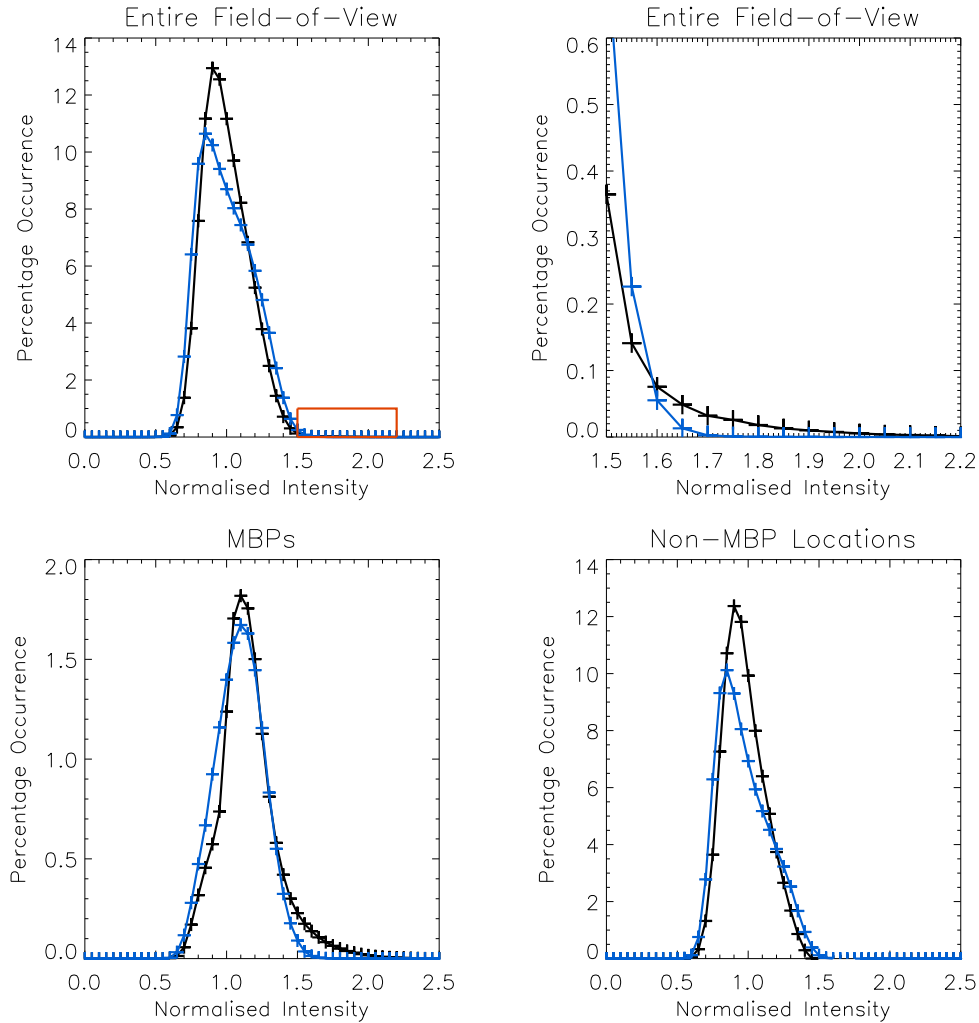 Entire Field-of-View
Percentage Occurrence
14
12
10
8
6
4
2
0
0.0 0.5 1.0 1.5 2.0 2.5
Normalised Intensity
Entire Field-of-View
Percentage Occurrence
0.6
0.5
0.4
0.3
0.2
0.1
0.0
1.5 1.6 1.7 1.8 1.9 2.0 2.1 2.2
Normalised Intensity
MBPs
Percentage Occurrence
2.0
1.5
1.0
0.5
0.0
0.0 0.5 1.0 1.5 2.0 2.5
Normalised Intensity
Non-MBP Locations
Percentage Occurrence
14
12
10
8
6
4
2
0
0.0 0.5 1.0 1.5 2.0 2.5
Normalised Intensity